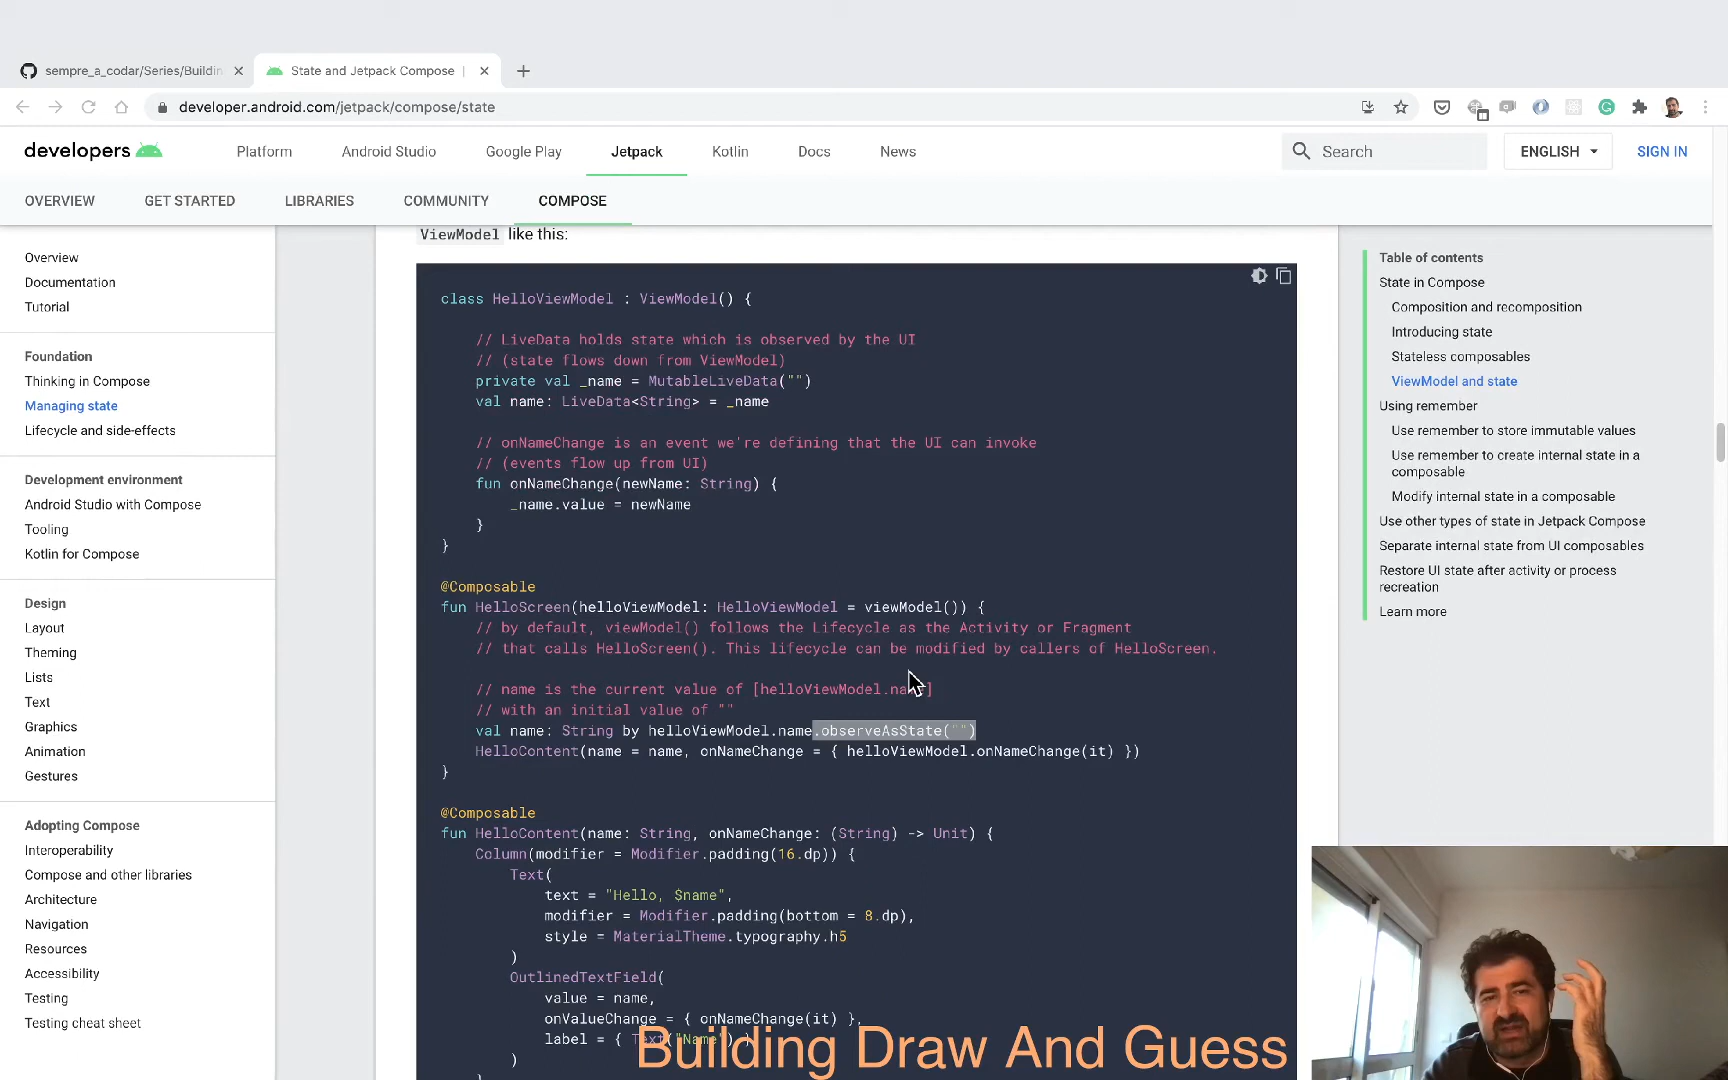 sempre_a_codar/Series/Buildin
State and Jetpack Compose |
developer.android.com/jetpack/compose/state
developers
Platform
Android Studio
Google Play
Jetpack
Kotlin
Docs
News
Search
ENGLISH
SIGN IN
OVERVIEW
GET STARTED
LIBRARIES
COMMUNITY
COMPOSE
Overview
Documentation
Tutorial
Foundation
Thinking in Compose
Managing state
Lifecycle and side-effects
Development environment
Android Studio with Compose
Tooling
Kotlin for Compose
Design
Layout
Theming
Lists
Text
Graphics
Animation
Gestures
Adopting Compose
Interoperability
Compose and other libraries
Architecture
Navigation
Resources
Accessibility
Testing
Testing cheat sheet
ViewModel like this:
class HelloViewModel : ViewModel() {
// LiveData holds state which is observed by the UI
// (state flows down from ViewModel)
private val _name = MutableLiveData("")
val name: LiveData<String> = _name
// onNameChange is an event we're defining that the UI can invoke
// (events flow up from UI)
fun onNameChange(newName: String) {
_name.value = newName
}
}
@Composable
fun HelloScreen(helloViewModel: HelloViewModel = viewModel()) {
// by default, viewModel() follows the Lifecycle as the Activity or Fragment
// that calls HelloScreen(). This lifecycle can be modified by callers of HelloScreen.
// name is the current value of [helloViewModel.name]
// with an initial value of ""
val name: String by helloViewModel.name.observeAsState("")
HelloContent(name = name, onNameChange = { helloViewModel.onNameChange(it) })
}
@Composable
fun HelloContent(name: String, onNameChange: (String) -> Unit) {
Column(modifier = Modifier.padding(16.dp)) {
Text(
text = "Hello, $name",
modifier = Modifier.padding(bottom = 8.dp),
style = MaterialTheme.typography.h5
)
OutlinedTextField(
value = name,
onValueChange = { onNameChange(it) },
label = { Text("Name") }
)
Table of contents
State in Compose
Composition and recomposition
Introducing state
Stateless composables
ViewModel and state
Using remember
Use remember to store immutable values
Use remember to create internal state in a
composable
Modify internal state in a composable
Use other types of state in Jetpack Compose
Separate internal state from UI composables
Restore UI state after activity or process
recreation
Learn more
Building Draw And Guess